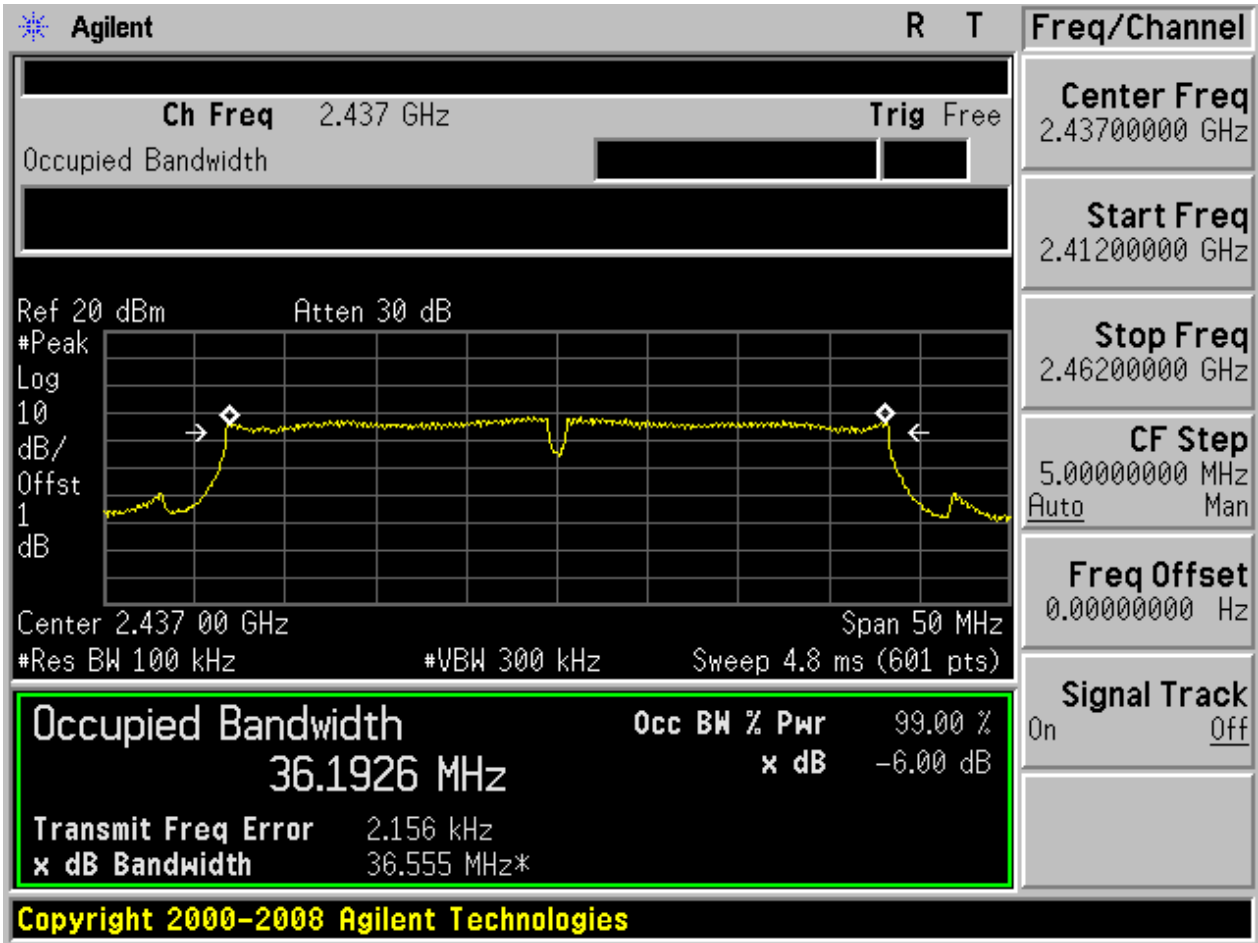 Agilent R T
Freq/Channel
Ch Freq 2.437 GHz Trig Free
Occupied Bandwidth
Center Freq
2.43700000 GHz
Start Freq
2.41200000 GHz
Stop Freq
2.46200000 GHz
CF Step
5.00000000 MHz
Auto Man
Freq Offset
0.00000000 Hz
Signal Track
On Off
Ref 20 dBm Atten 30 dB
#Peak
Log
10
dB/
Offst
1
dB
Center 2.437 00 GHz Span 50 MHz
#Res BW 100 kHz #VBW 300 kHz Sweep 4.8 ms (601 pts)
Occupied Bandwidth
36.1926 MHz
Occ BW % Pwr 99.00 %
x dB -6.00 dB
Transmit Freq Error 2.156 kHz
x dB Bandwidth 36.555 MHz*
Copyright 2000-2008 Agilent Technologies